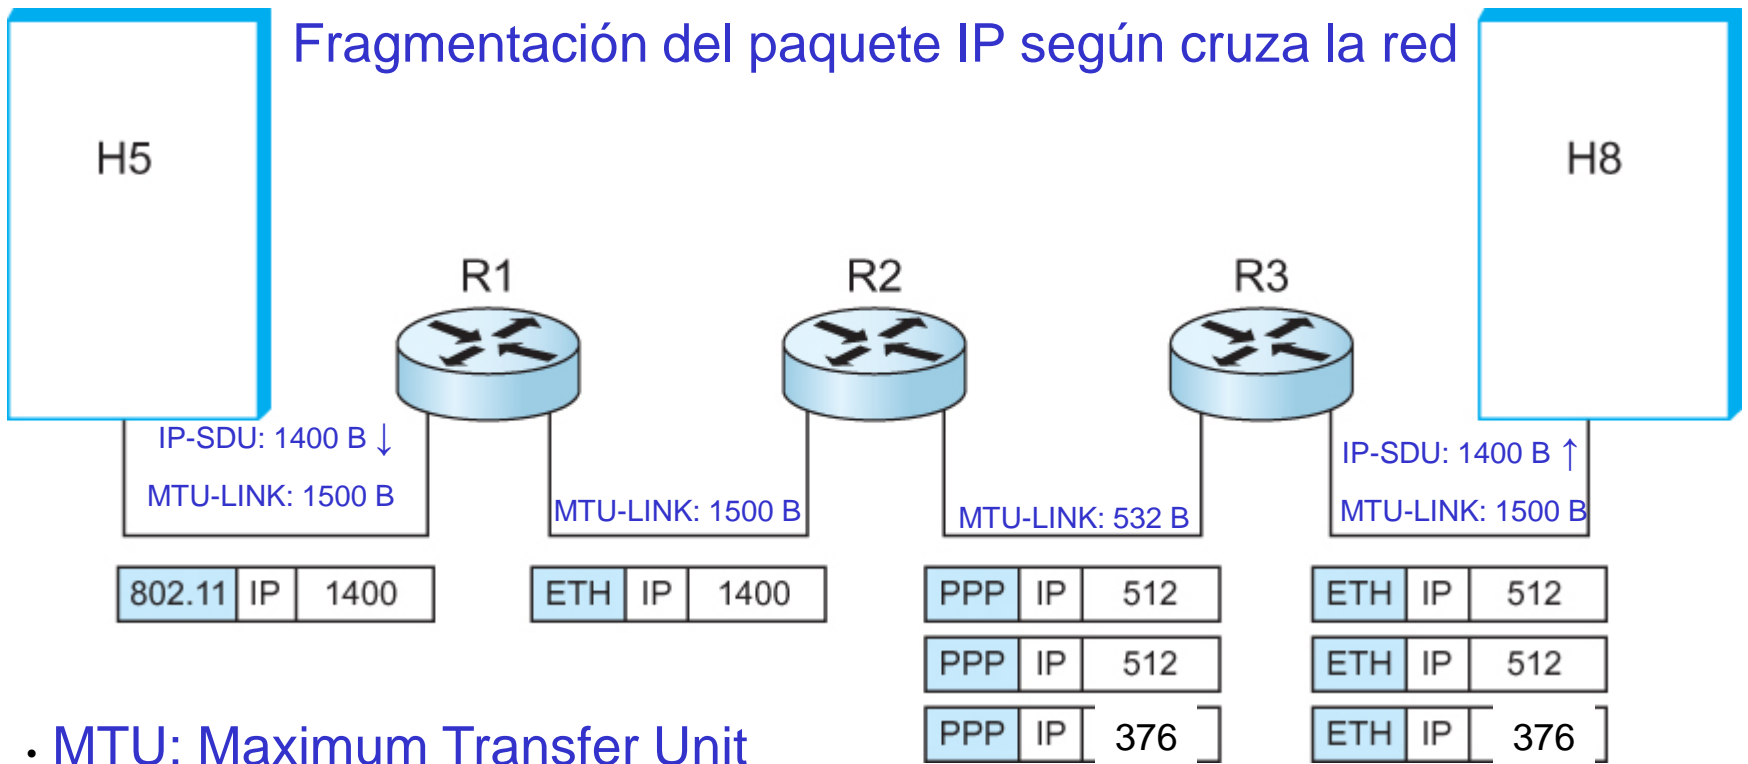 Fragmentación del paquete IP según cruza la red
H5
H8
R1
R2
R3
IP-SDU: 1400 B ↓
MTU-LINK: 1500 B
MTU-LINK: 1500 B
MTU-LINK: 532 B
IP-SDU: 1400 B ↑
MTU-LINK: 1500 B
802.11 IP 1400
ETH IP 1400
PPP IP 512
ETH IP 512
PPP IP 512
ETH IP 512
PPP IP 376
ETH IP 376
· MTU: Maximum Transfer Unit